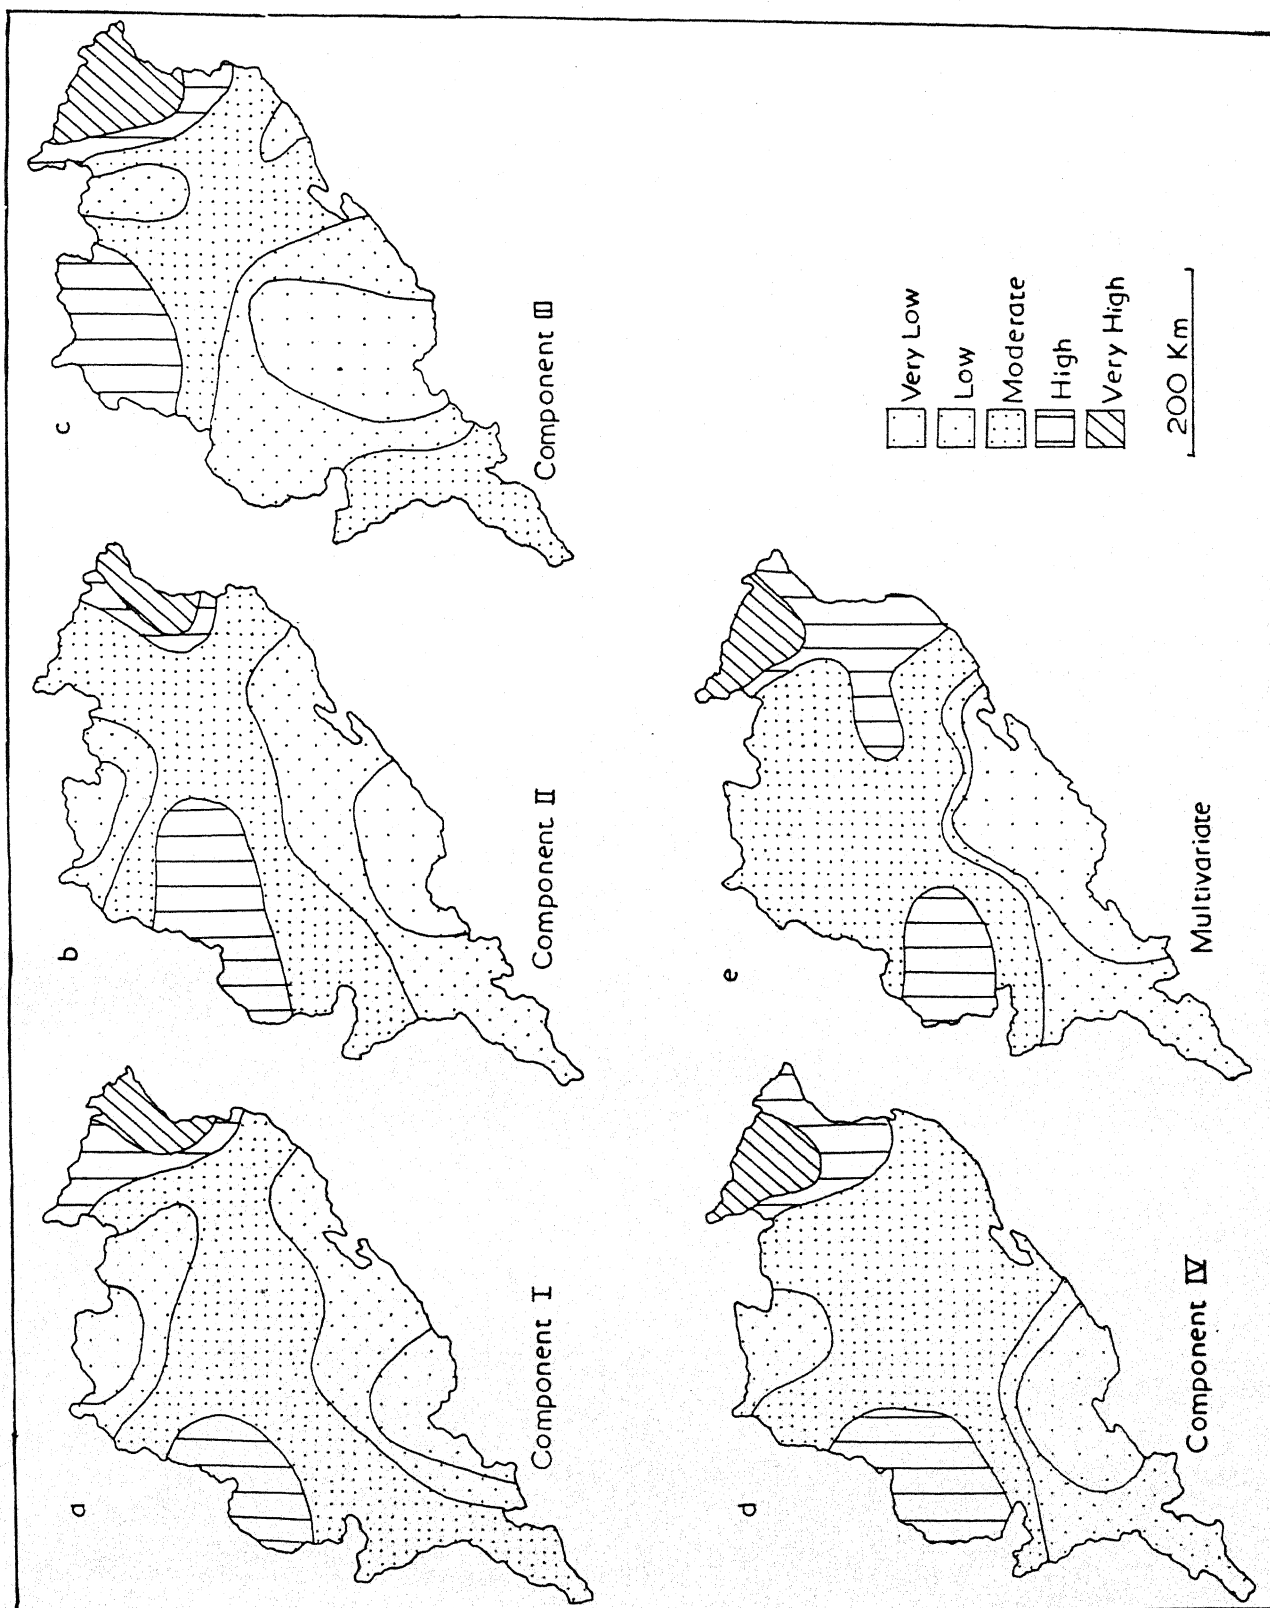 a
Component I
b
Component II
c
Component III
d
Component IV
e
Multivariate
Very Low
Low
Moderate
High
Very High
200 Km